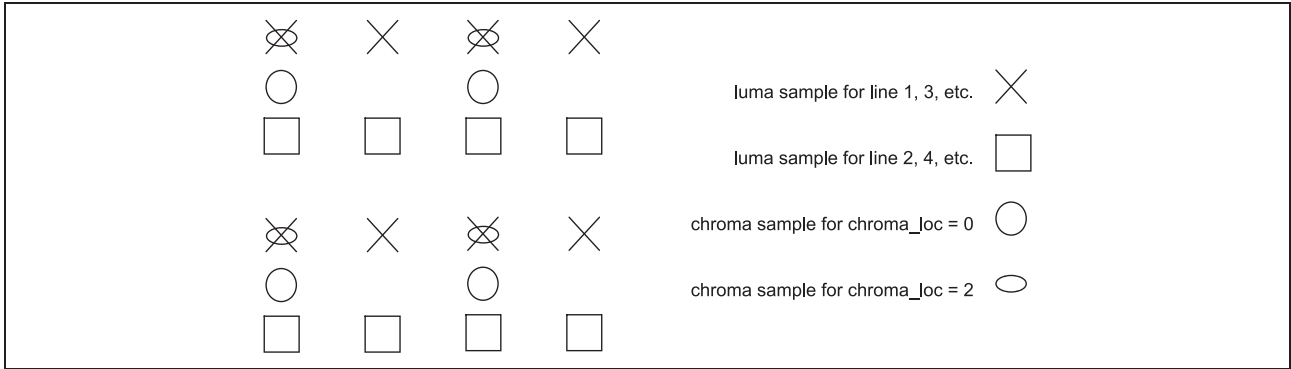 luma sample for line 1, 3, etc.
luma sample for line 2, 4, etc.
chroma sample for chroma_loc = 0
chroma sample for chroma_loc = 2